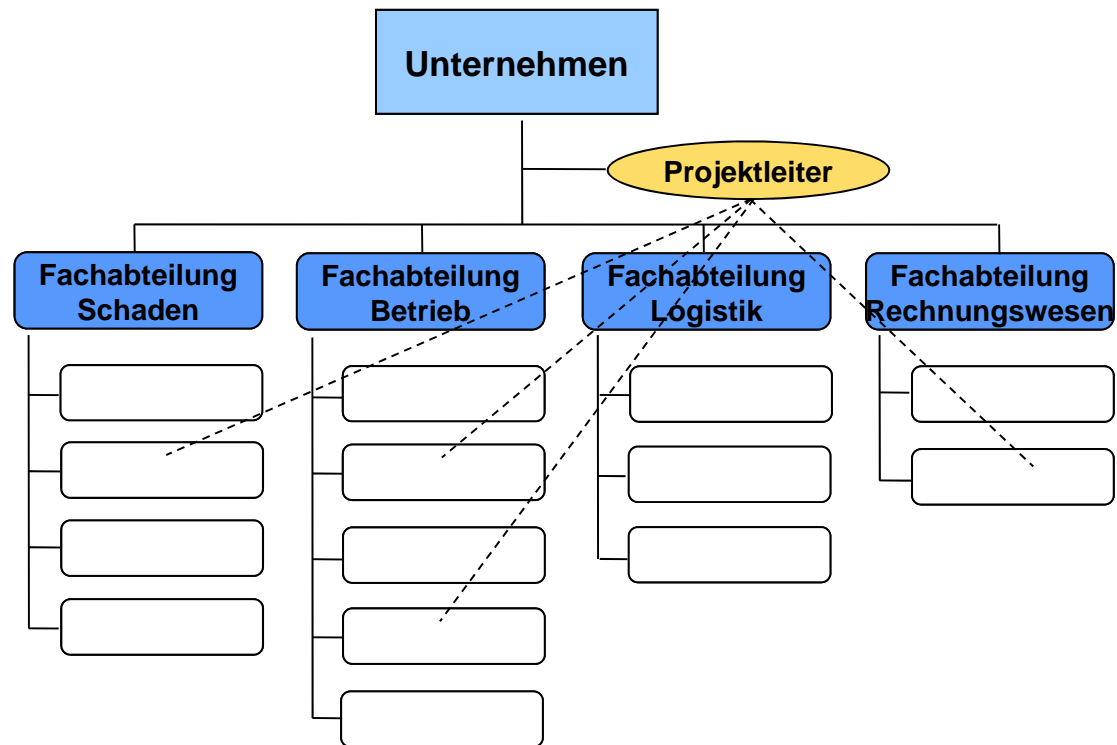 Unternehmen
Projektleiter
Fachabteilung
Schaden
Fachabteilung
Betrieb
Fachabteilung
Logistik
Fachabteilung
Rechnungswesen